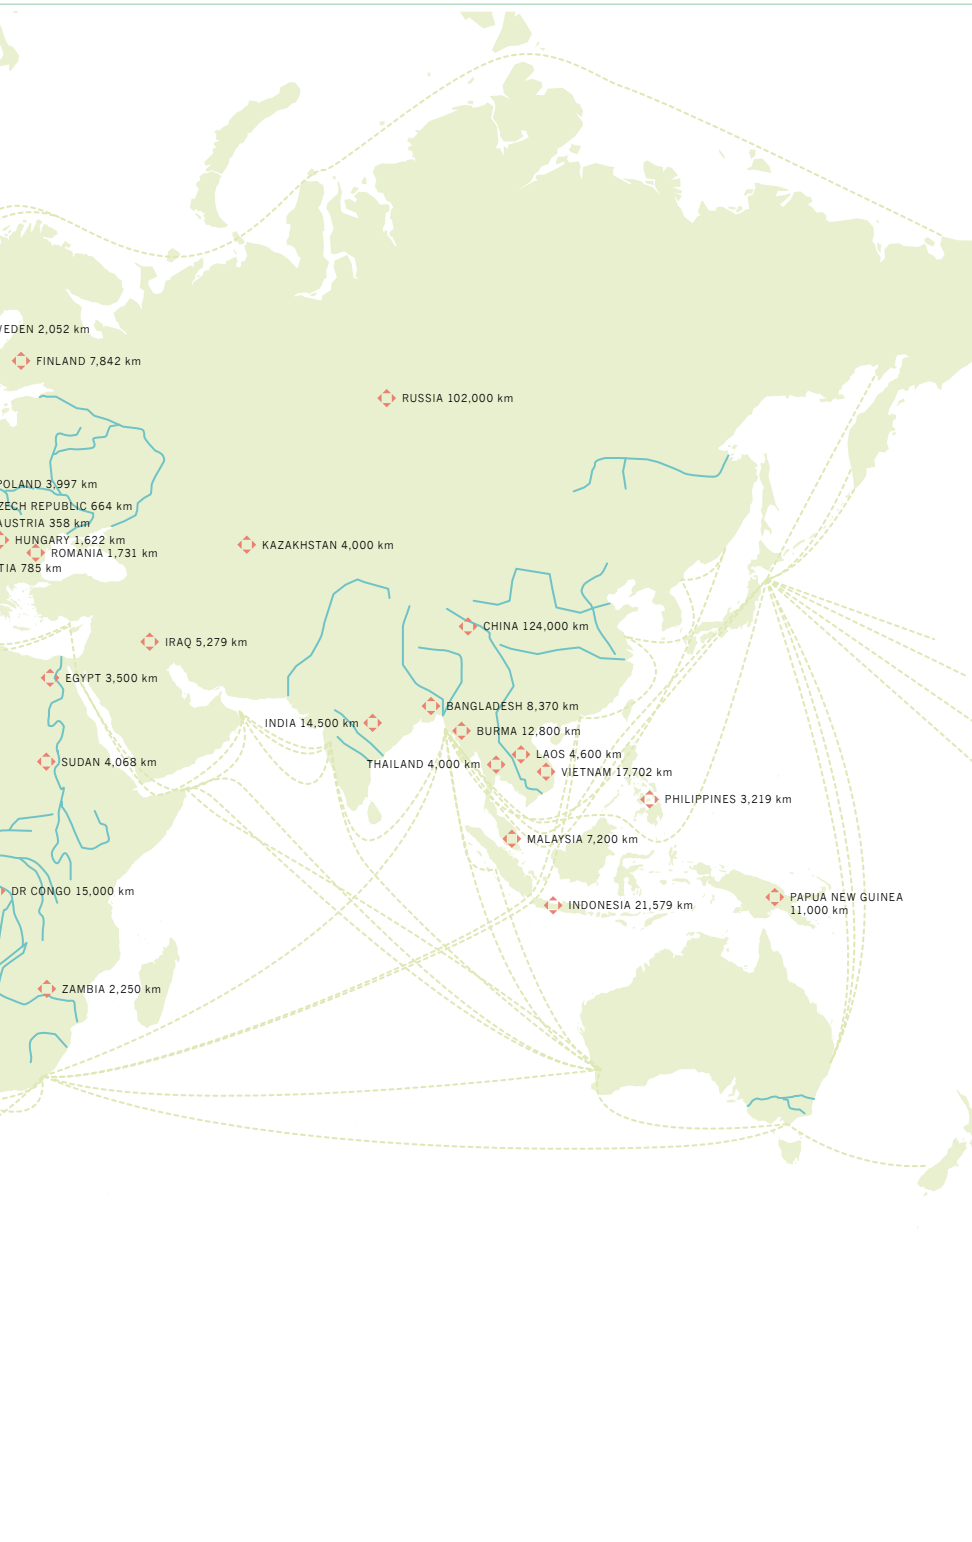 EDEN 2,052 km
FINLAND 7,842 km
RUSSIA 102,000 km
POLAND 3,997 km
ZECH REPUBLIC 664 km
AUSTRIA 358 km
HUNGARY 1,622 km
KAZAKHSTAN 4,000 km
ROMANIA 1,731 km
TIA 785 km
CHINA 124,000 km
IRAQ 5,279 km
EGYPT 3,500 km
BANGLADESH 8,370 km
INDIA 14,500 km
BURMA 12,800 km
LAOS 4,600 km
SUDAN 4,068 km
THAILAND 4,000 km
VIETNAM 17,702 km
PHILIPPINES 3,219 km
MALAYSIA 7,200 km
DR CONGO 15,000 km
PAPUA NEW GUINEA
11,000 km
INDONESIA 21,579 km
ZAMBIA 2,250 km